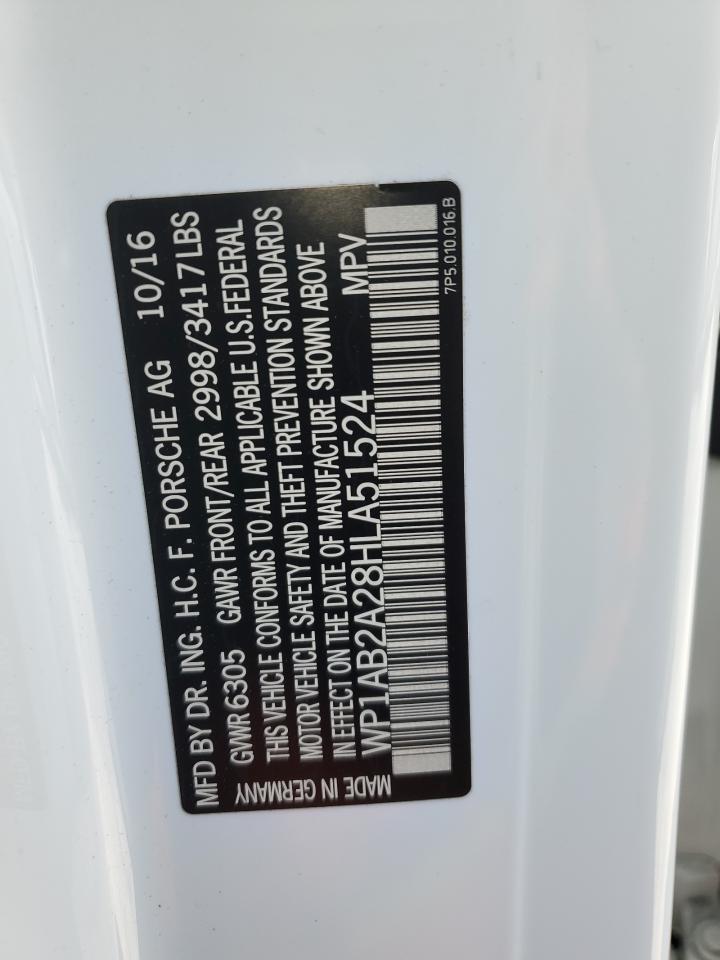 MFD BY DR. ING. H.C. F. PORSCHE AG 10/16
GVWR 6305 GAWR FRONT/REAR 2998/3417LBS
THIS VEHICLE CONFORMS TO ALL APPLICABLE U.S.FEDERAL
MOTOR VEHICLE SAFETY AND THEFT PREVENTION STANDARDS
IN EFFECT ON THE DATE OF MANUFACTURE SHOWN ABOVE
WP1AB2A28HLA51524 MPV
MADE IN GERMANY
7P5.010.016.B